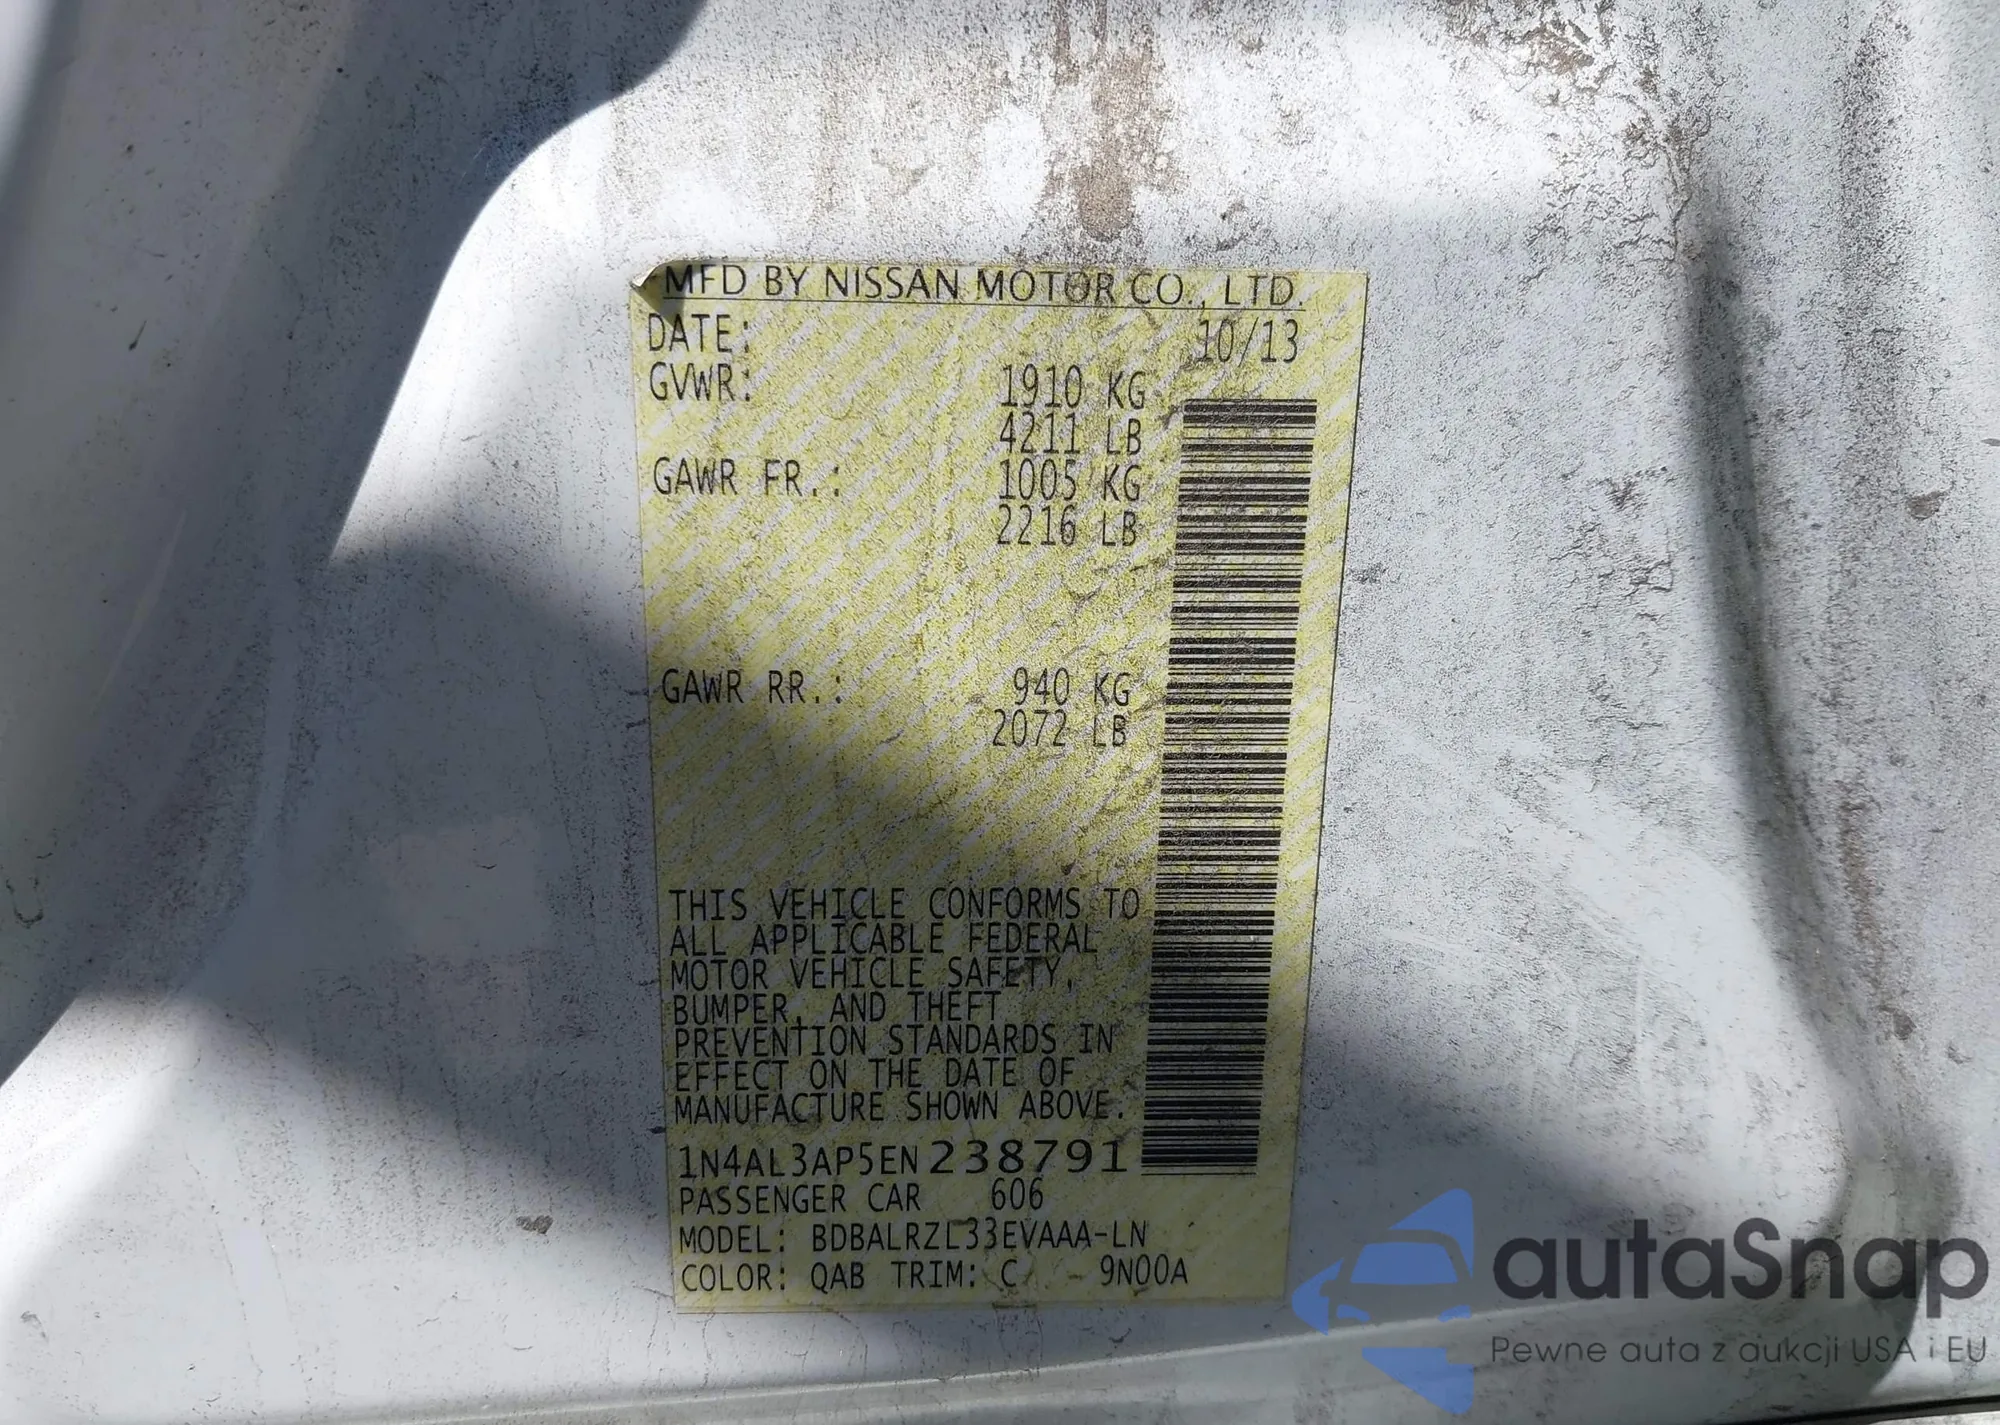 MFD BY NISSAN MOTOR CO., LTD.
DATE: 10/13
GVWR: 1910 KG
4211 LB
GAWR FR.: 1005 KG
2216 LB
GAWR RR.: 940 KG
2072 LB
THIS VEHICLE CONFORMS TO
ALL APPLICABLE FEDERAL
MOTOR VEHICLE SAFETY,
BUMPER, AND THEFT
PREVENTION STANDARDS IN
EFFECT ON THE DATE OF
MANUFACTURE SHOWN ABOVE.
1N4AL3AP5EN238791
PASSENGER CAR 606
MODEL: BDBALRZL33EVAAA-LN
COLOR: QAB TRIM: C 9N00A
autaSnap
Pewne auta z aukcji USA i EU